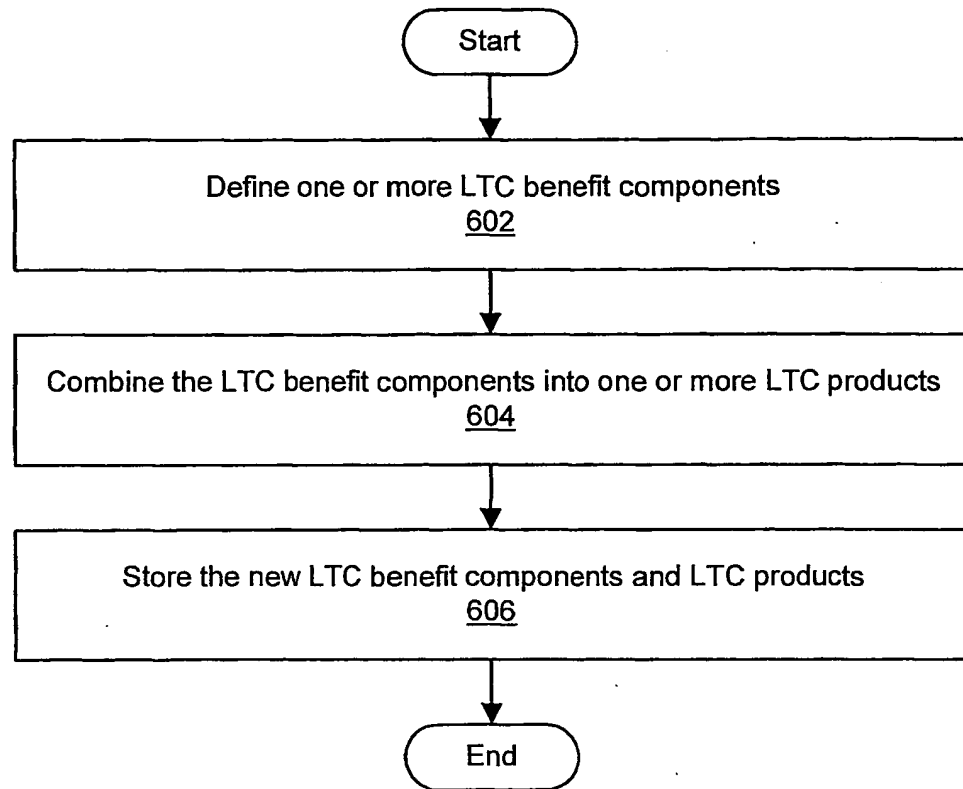 Start
Define one or more LTC benefit components
602
Combine the LTC benefit components into one or more LTC products
604
Store the new LTC benefit components and LTC products
606
End